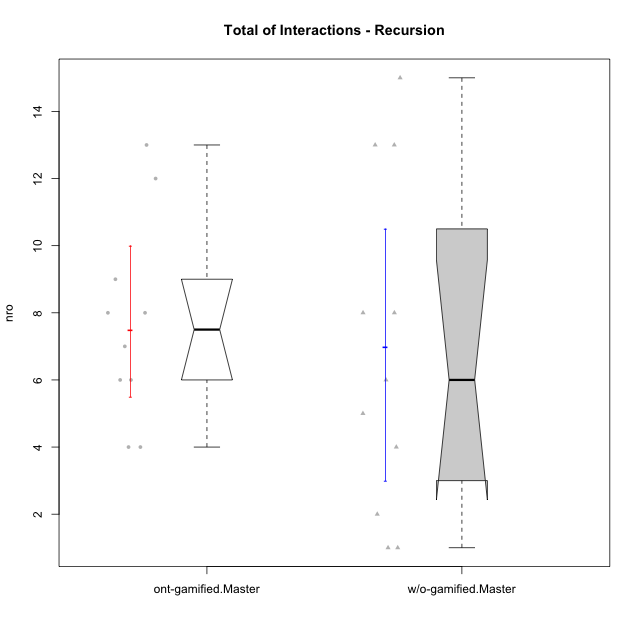 Total of Interactions - Recursion
14
12
10
8
6
4
2
nro
ont-gamified.Master
w/o-gamified.Master